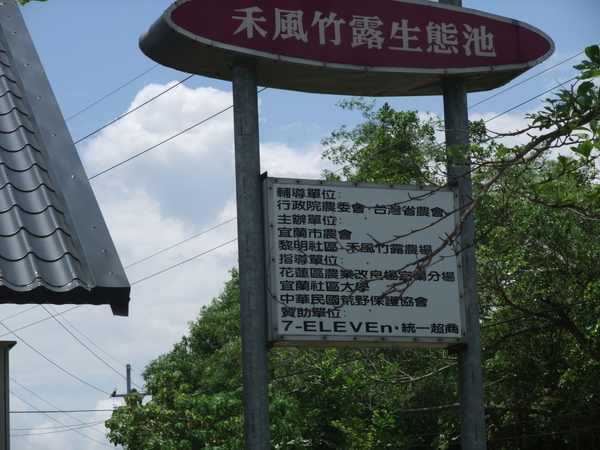 禾風竹露生態池
輔導單位:
行政院農委會·台灣省農會
主辦單位:
宜蘭市農會
黎明社區-禾風竹露農場
指導單位:
花蓮區農業改良場宜蘭分場
宜蘭社區大學
中華民國荒野保護協會
贊助單位:
7-ELEVEn·統一超商